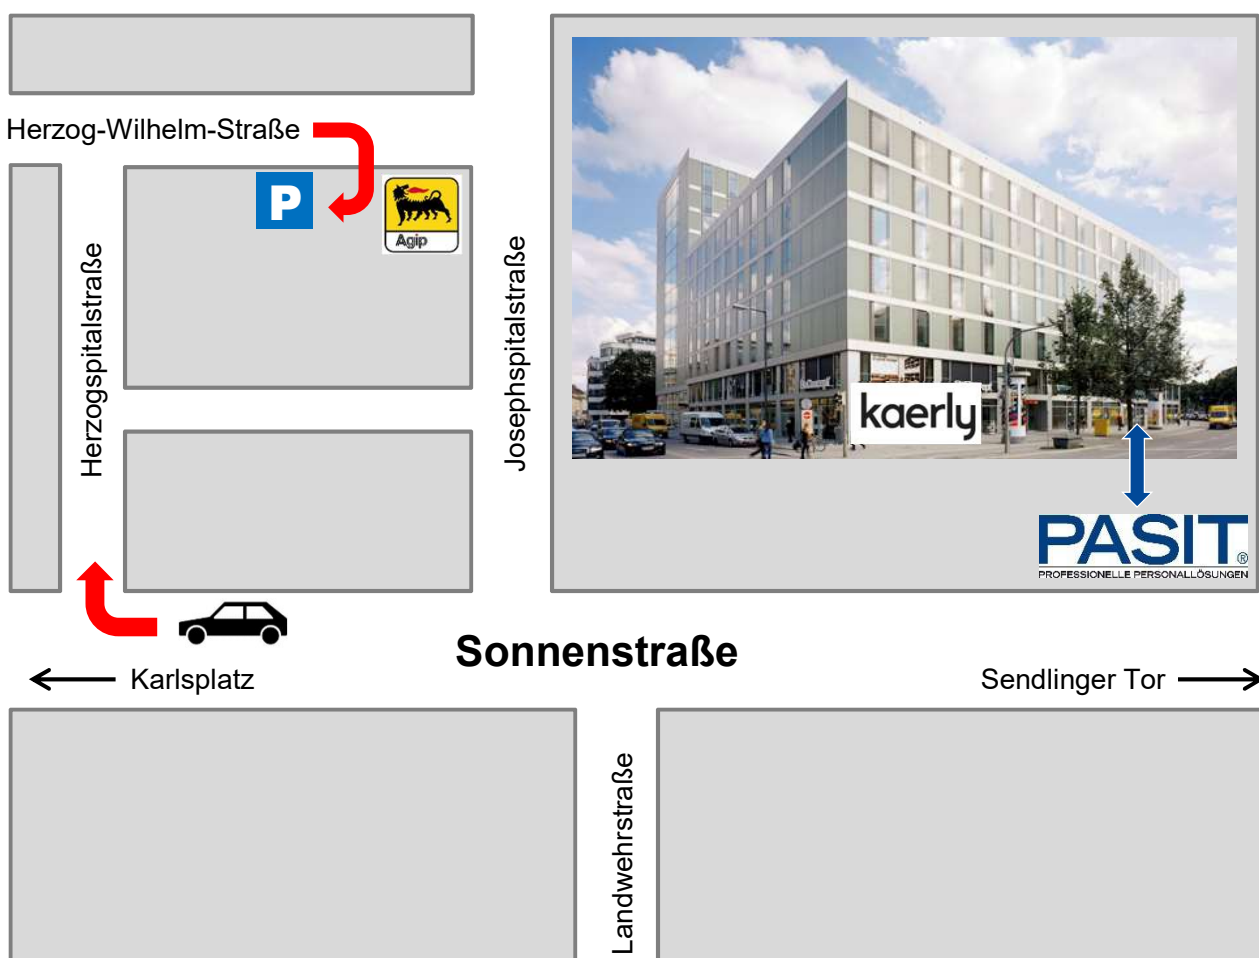 Herzog-Wilhelm-Straße
P
Agip
Herzogspitalstraße
Josephspitalstraße
kaerly
PASIT®
PROFESSIONELLE PERSONALLÖSUNGEN
Sonnenstraße
Karlsplatz
Sendlinger Tor
Landwehrstraße